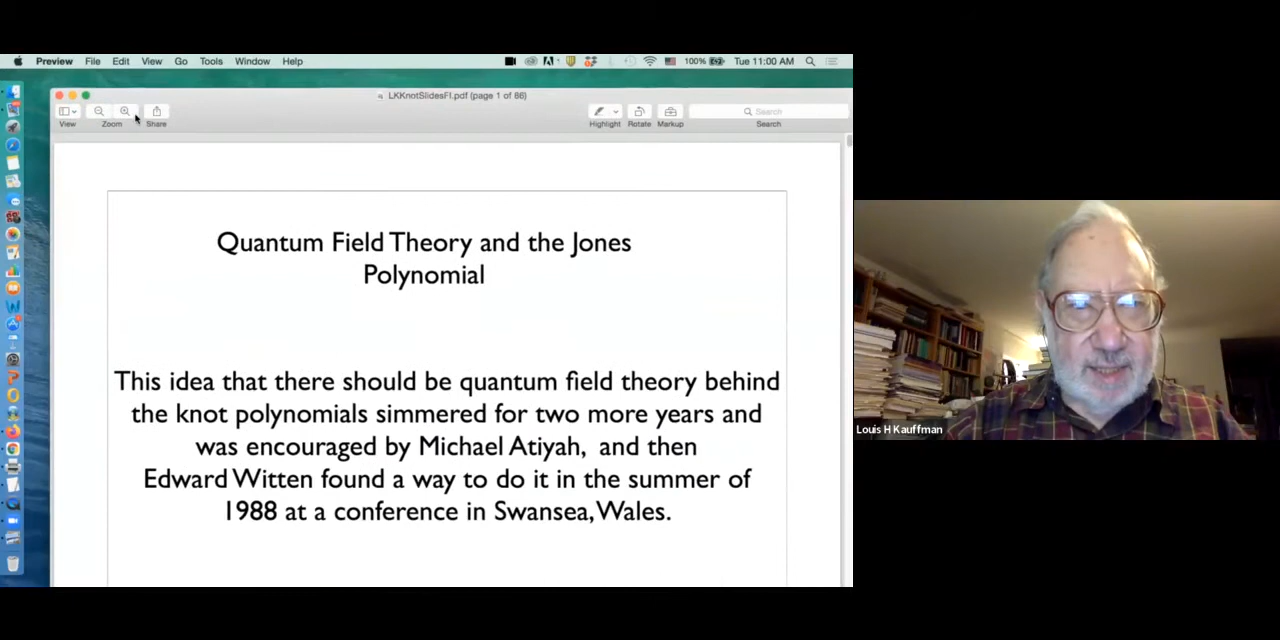 Preview File Edit View Go Tools Window Help 100% Tue 11:00 AM
LKKnotSlidesFI.pdf (page 1 of 86)
Search
View Zoom Share Highlight Rotate Markup Search
Quantum Field Theory and the Jones
Polynomial
This idea that there should be quantum field theory behind
the knot polynomials simmered for two more years and
was encouraged by Michael Atiyah, and then
Edward Witten found a way to do it in the summer of
1988 at a conference in Swansea, Wales.
Louis H Kauffman